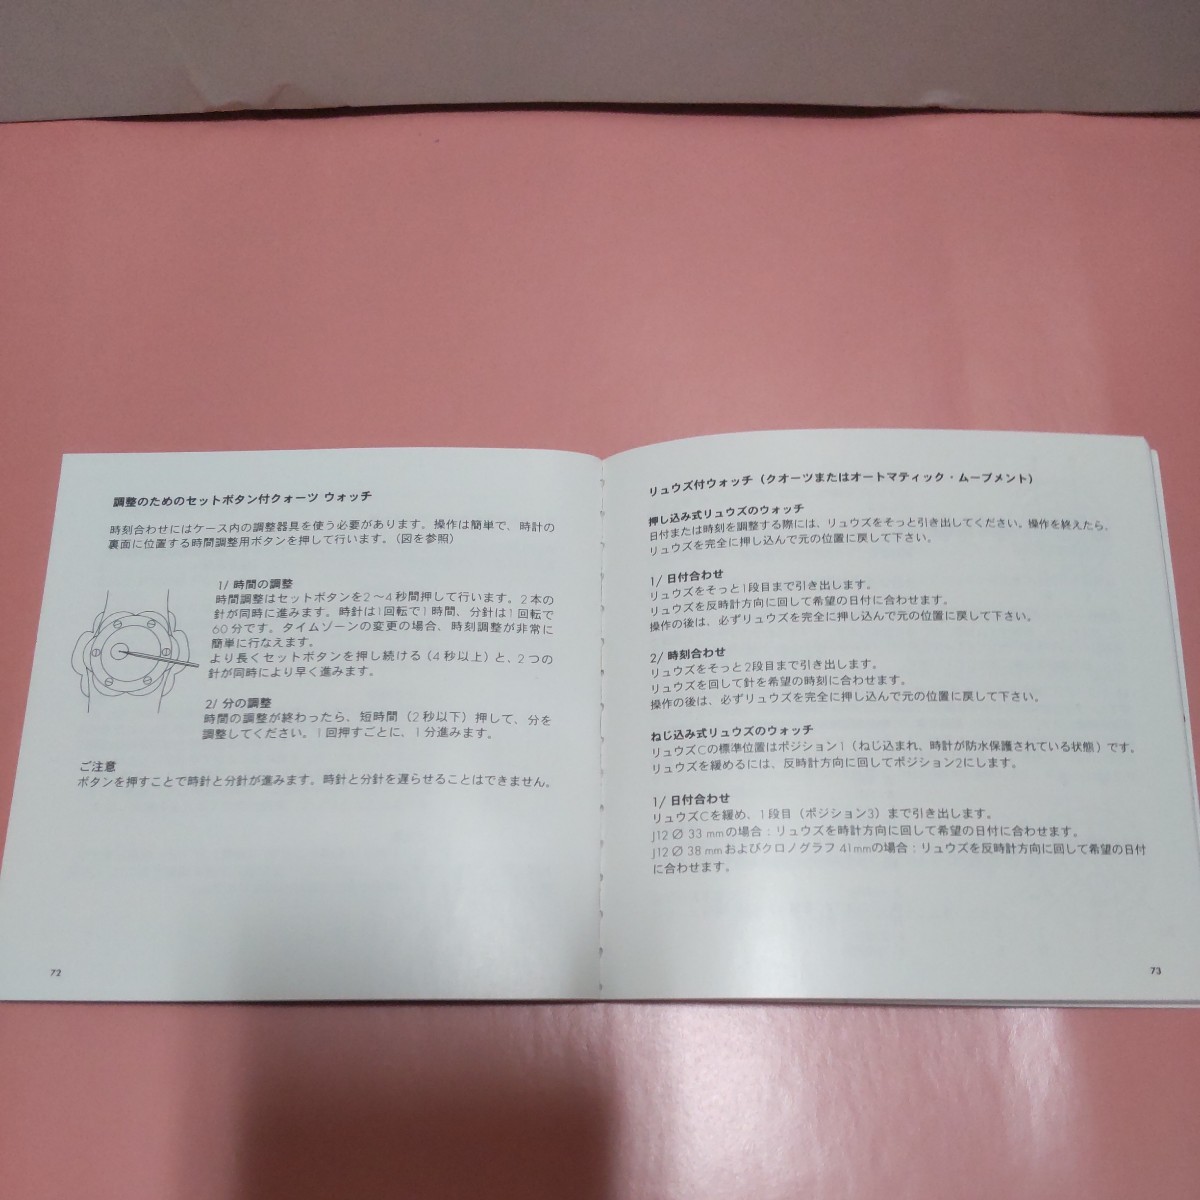 調整のためのセットボタン付クォーツ ウォッチ
時刻合わせにはケース内の調整器具を使う必要があります。操作は簡単で、時計の
裏面に位置する時間調整用ボタンを押して行います。（図を参照）
1/ 時間の調整
時間調整はセットボタンを2〜4秒間押して行います。2本の
針が同時に進みます。時針は1回転で1時間、分針は1回転で
60分です。タイムゾーンの変更の場合、時刻調整が非常に
簡単に行なえます。
より長くセットボタンを押し続ける（4秒以上）と、2つの
針が同時により早く進みます。
2/ 分の調整
時間の調整が終わったら、短時間（2秒以下）押して、分を
調整してください。1回押すごとに、1分進みます。
ご注意
ボタンを押すことで時針と分針が進みます。時針と分針を遅らせることはできません。
72
リュウズ付ウォッチ（クオーツまたはオートマティック・ムーブメント）
押し込み式リュウズのウォッチ
日付または時刻を調整する際には、リュウズをそっと引き出してください。操作を終えたら、
リュウズを完全に押し込んで元の位置に戻して下さい。
1/ 日付合わせ
リュウズをそっと1段目まで引き出します。
リュウズを反時計方向に回して希望の日付に合わせます。
操作の後は、必ずリュウズを完全に押し込んで元の位置に戻して下さい。
2/ 時刻合わせ
リュウズをそっと2段目まで引き出します。
リュウズを回して針を希望の時刻に合わせます。
操作の後は、必ずリュウズを完全に押し込んで元の位置に戻して下さい。
ねじ込み式リュウズのウォッチ
リュウズCの標準位置はポジション1（ねじ込まれ、時計が防水保護されている状態）です。
リュウズを緩めるには、反時計方向に回してポジション2にします。
1/ 日付合わせ
リュウズCを緩め、1段目（ポジション3）まで引き出します。
J12 Ø 33 mmの場合：リュウズを時計方向に回して希望の日付に合わせます。
J12 Ø 38 mmおよびクロノグラフ 41mmの場合：リュウズを反時計方向に回して希望の日付
に合わせます。
73